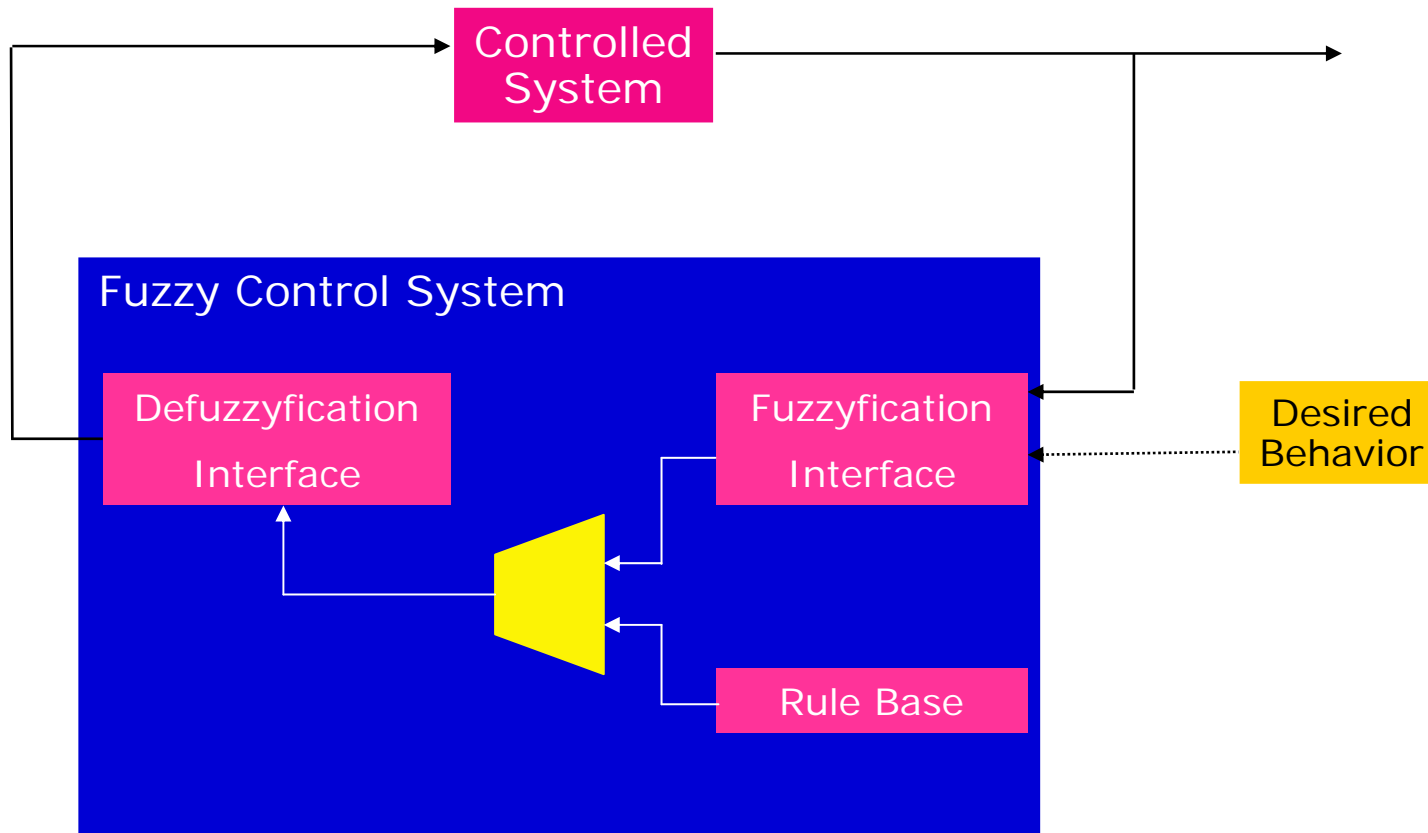 Controlled
System
Fuzzy Control System
Defuzzyfication
Interface
Fuzzyfication
Interface
Desired
Behavior
Rule Base